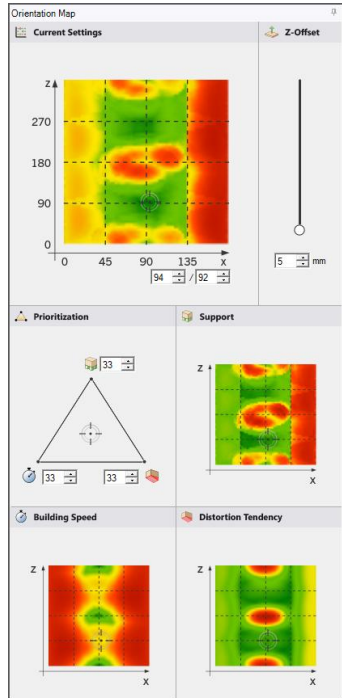 Orientation Map
Current Settings
Z-Offset
z
270
180
90
0
0 45 90 135 x
94 / 92
5 mm
Prioritization
Support
33
33 33
z
x
Building Speed
Distortion Tendency
z
x
z
x